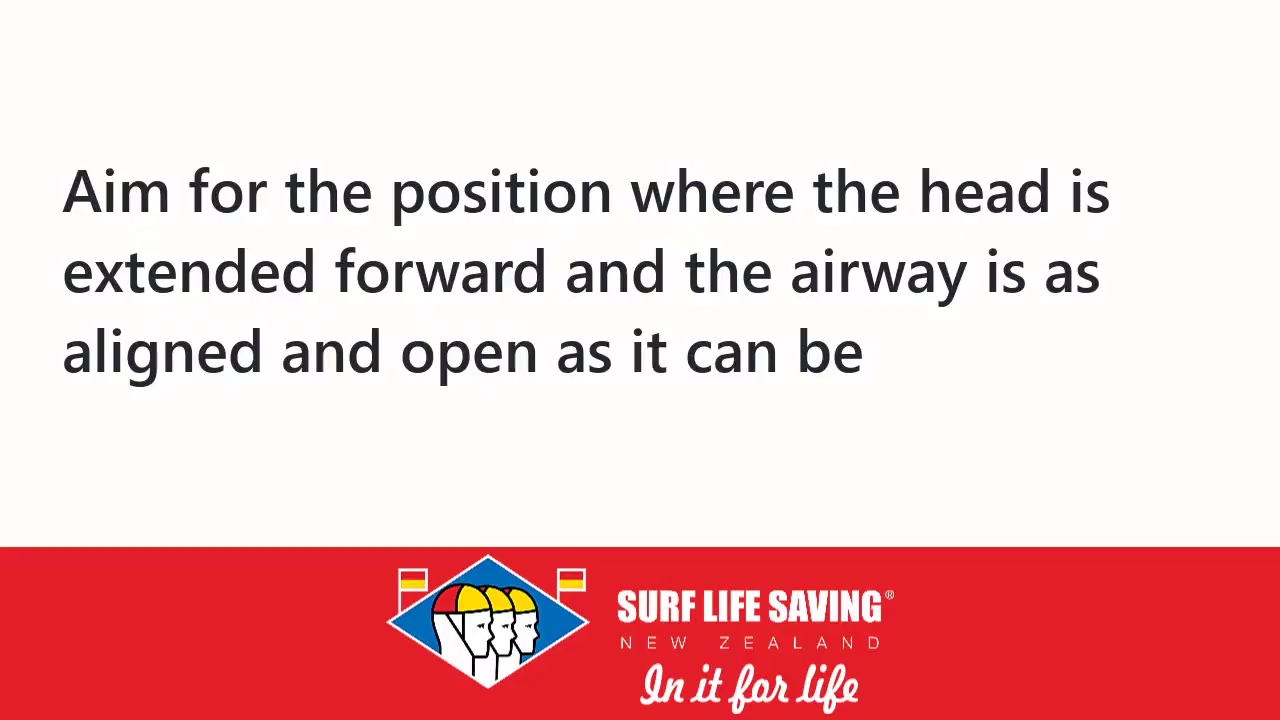 Aim for the position where the head is
extended forward and the airway is as
aligned and open as it can be
SURF LIFE SAVING®
NEW ZEALAND
In it for life